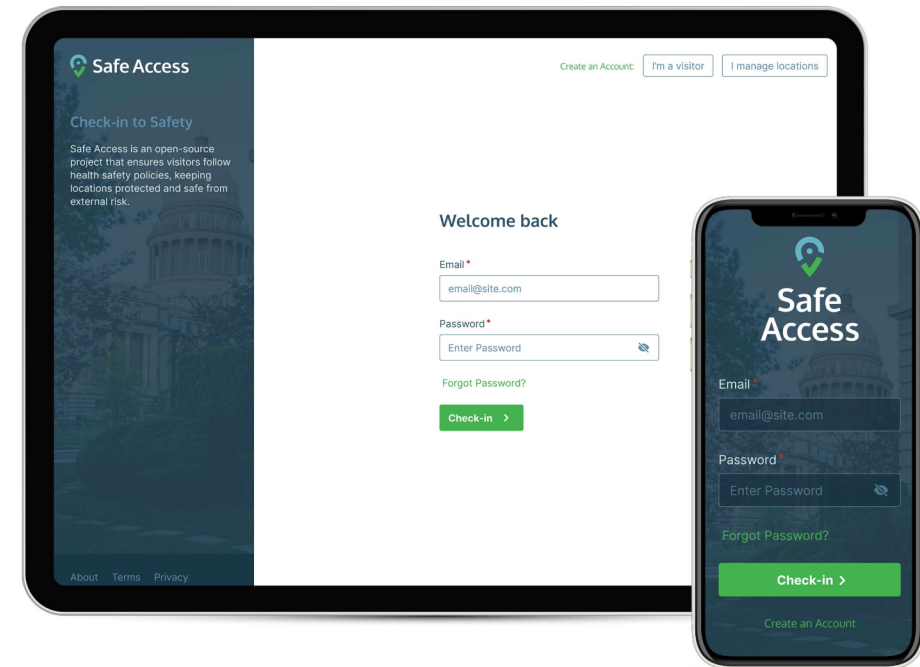 Safe Access
Check-in to Safety
Safe Access is an open-source
project that ensures visitors follow
health safety policies, keeping
locations protected and safe from
external risk.
About Terms Privacy
Create an Account: I'm a visitor I manage locations
Welcome back
Email *
email@site.com
Password *
Enter Password
Forgot Password?
Check-in >
Safe
Access
Email *
email@site.com
Password *
Enter Password
Forgot Password?
Check-in >
Create an Account